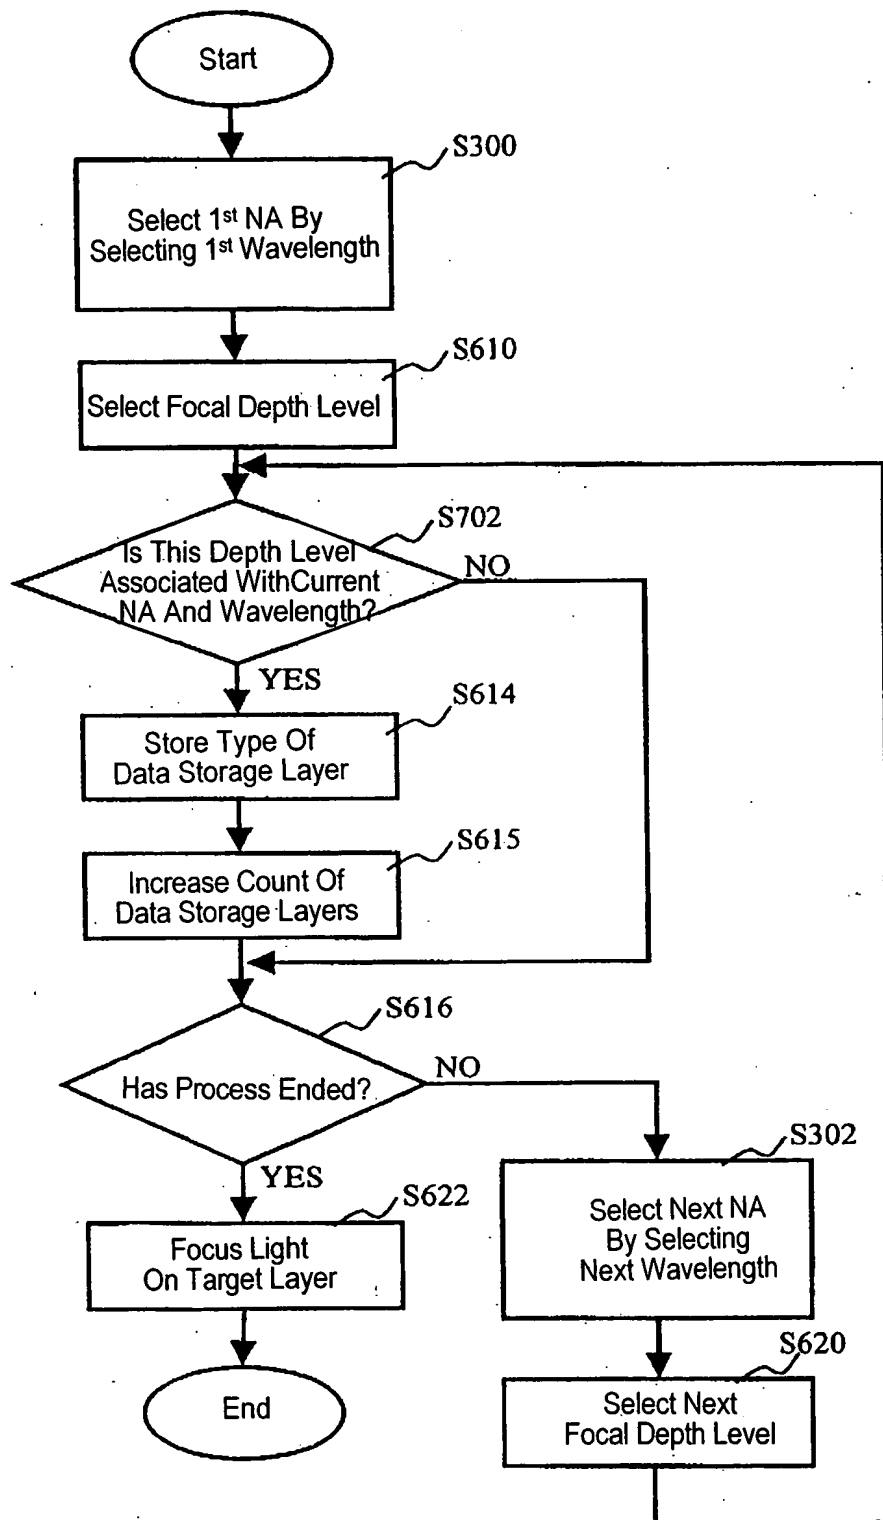 Start
S300
Select 1st NA By
Selecting 1st Wavelength
S610
Select Focal Depth Level
S702
Is This Depth Level
Associated WithCurrent
NA And Wavelength?
NO
YES
S614
Store Type Of
Data Storage Layer
S615
Increase Count Of
Data Storage Layers
S616
Has Process Ended?
NO
YES
S302
Select Next NA
By Selecting
Next Wavelength
S622
Focus Light
On Target Layer
S620
Select Next
Focal Depth Level
End